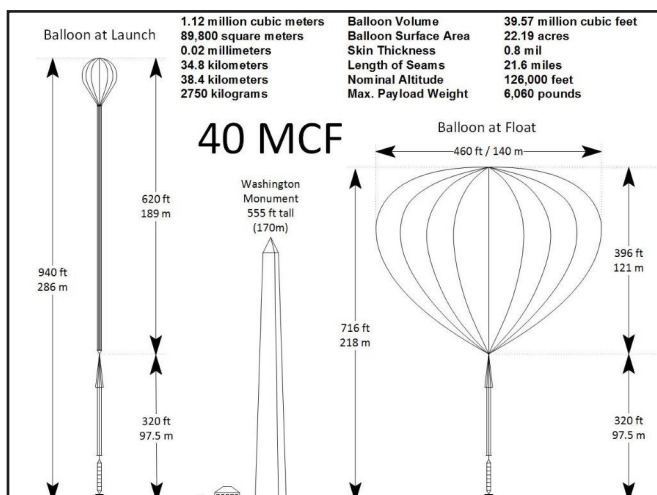 1.12 million cubic meters Balloon Volume 39.57 million cubic feet
89,800 square meters Balloon Surface Area 22.19 acres
0.02 millimeters Skin Thickness 0.8 mil
34.8 kilometers Length of Seams 21.6 miles
38.4 kilometers Nominal Altitude 126,000 feet
2750 kilograms Max. Payload Weight 6,060 pounds
Balloon at Launch
40 MCF
Balloon at Float
460 ft / 140 m
Washington
Monument
555 ft tall
(170m)
620 ft
189 m
940 ft
286 m
320 ft
97.5 m
396 ft
121 m
716 ft
218 m
320 ft
97.5 m